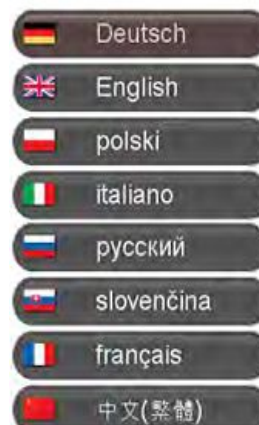 Deutsch
English
polski
italiano
русский
slovenčina
français
中文(繁體)